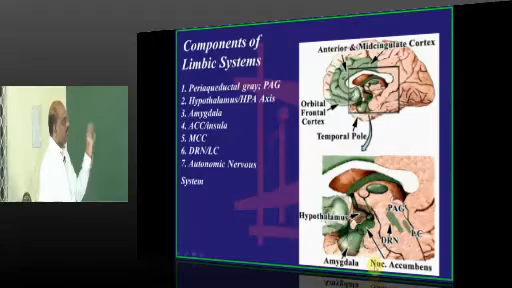 Components of
Limbic Systems
1. Periaqueductal gray; PAG
2. Hypothalamus/HPA Axis
3. Amygdala
4. ACC/insula
5. MCC
6. DRN/LC
7. Autonomic Nervous
System
Anterior & Midcingulate Cortex
Orbital
Frontal
Cortex
Temporal Pole
Hypothalamus
PAG
LC
DRN
Amygdala
Nuc. Accumbens